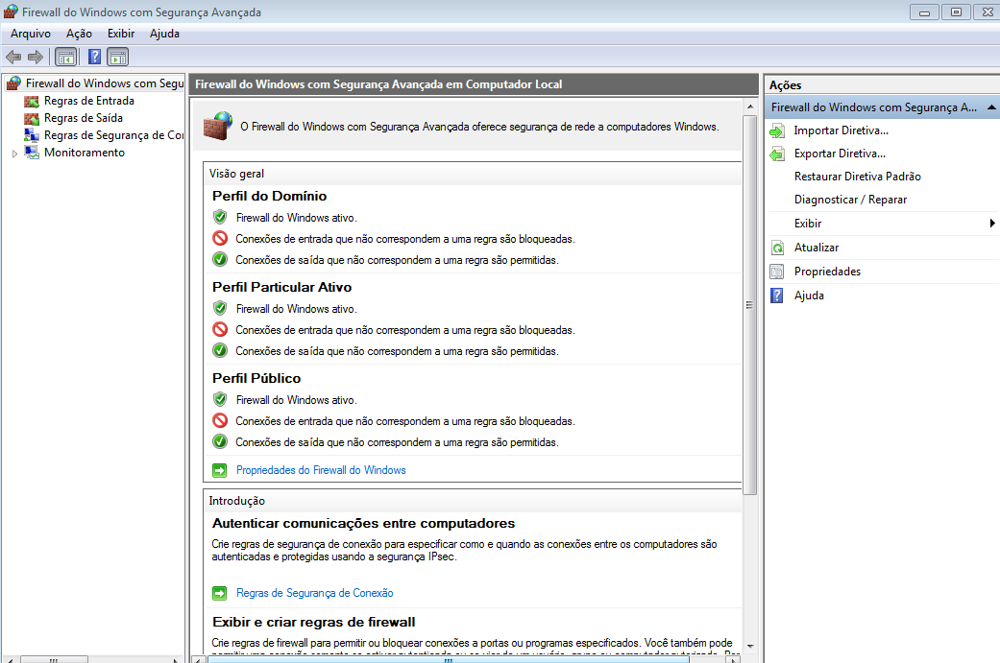 Firewall do Windows com Segurança Avançada
Arquivo Ação Exibir Ajuda
Firewall do Windows com Segu
Regras de Entrada
Regras de Saída
Regras de Segurança de Co
Monitoramento
Firewall do Windows com Segurança Avançada em Computador Local
O Firewall do Windows com Segurança Avançada oferece segurança de rede a computadores Windows.
Visão geral
Perfil do Domínio
Firewall do Windows ativo.
Conexões de entrada que não correspondem a uma regra são bloqueadas.
Conexões de saída que não correspondem a uma regra são permitidas.
Perfil Particular Ativo
Firewall do Windows ativo.
Conexões de entrada que não correspondem a uma regra são bloqueadas.
Conexões de saída que não correspondem a uma regra são permitidas.
Perfil Público
Firewall do Windows ativo.
Conexões de entrada que não correspondem a uma regra são bloqueadas.
Conexões de saída que não correspondem a uma regra são permitidas.
Propriedades do Firewall do Windows
Introdução
Autenticar comunicações entre computadores
Crie regras de segurança de conexão para especificar como e quando as conexões entre os computadores são
autenticadas e protegidas usando a segurança IPsec.
Regras de Segurança de Conexão
Exibir e criar regras de firewall
Crie regras de firewall para permitir ou bloquear conexões a portas ou programas especificados. Você também pode
Ações
Firewall do Windows com Segurança A...
Importar Diretiva...
Exportar Diretiva...
Restaurar Diretiva Padrão
Diagnosticar / Reparar
Exibir
Atualizar
Propriedades
Ajuda